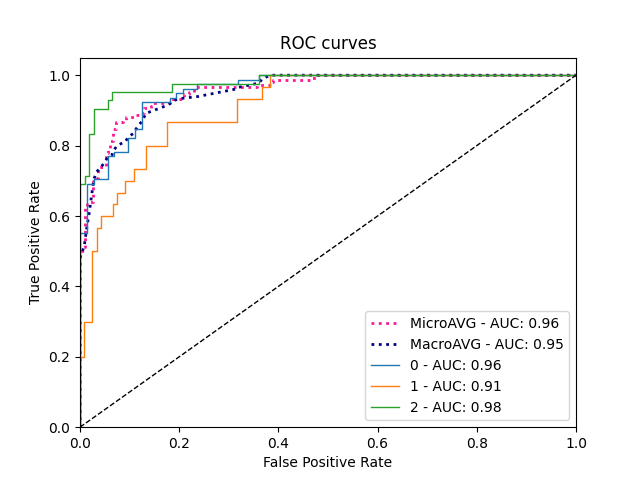 ROC curves
True Positive Rate
1.0
0.8
0.6
0.4
0.2
0.0
0.0 0.2 0.4 0.6 0.8 1.0
False Positive Rate
MicroAVG - AUC: 0.96
MacroAVG - AUC: 0.95
0 - AUC: 0.96
1 - AUC: 0.91
2 - AUC: 0.98